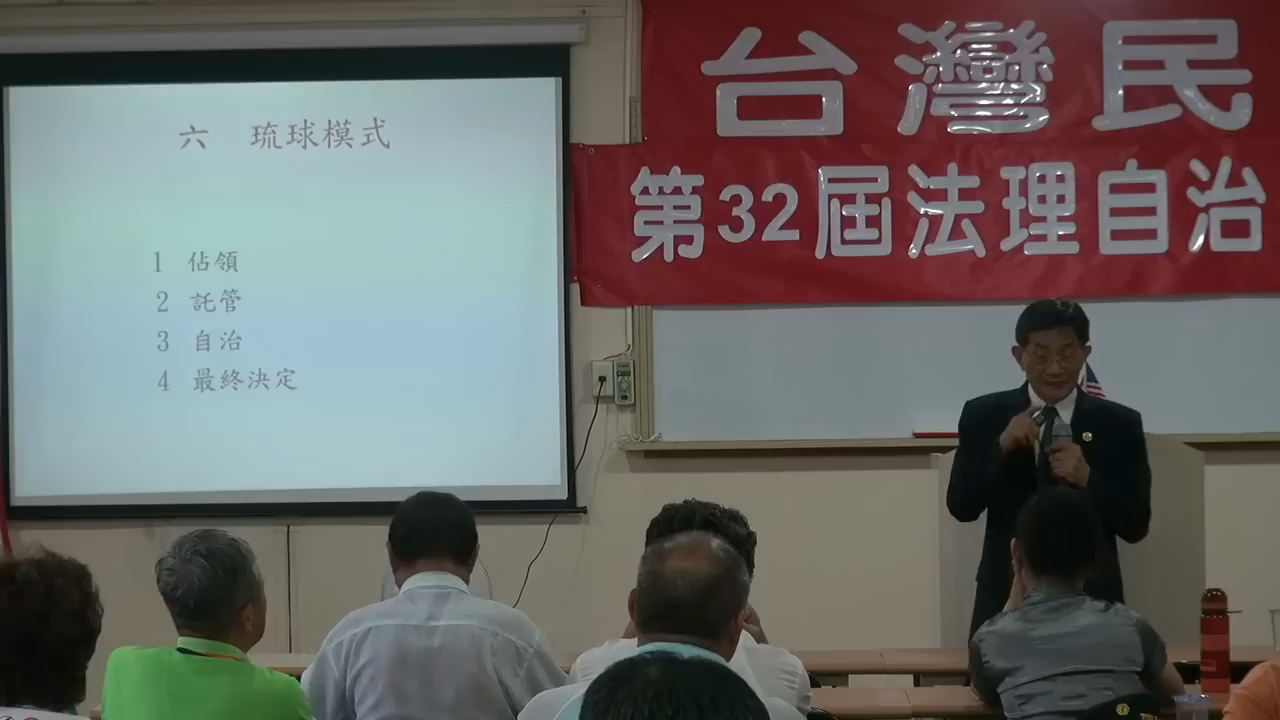 六 琉球模式
1 佔領
2 託管
3 自治
4 最終決定
台灣民
第32屆法理自治